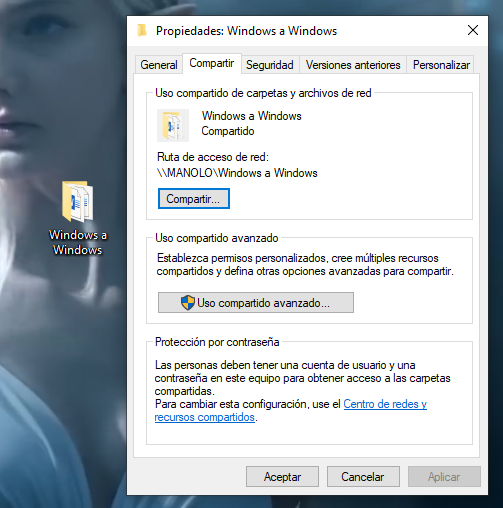 Propiedades: Windows a Windows
General
Compartir
Seguridad
Versiones anteriores
Personalizar
Uso compartido de carpetas y archivos de red
Windows a Windows
Compartido
Ruta de acceso de red:
\\MANOLO\Windows a Windows
Compartir...
Uso compartido avanzado
Establezca permisos personalizados, cree múltiples recursos
compartidos y defina otras opciones avanzadas para compartir.
Uso compartido avanzado...
Protección por contraseña
Las personas deben tener una cuenta de usuario y una
contraseña en este equipo para obtener acceso a las carpetas
compartidas.
Para cambiar esta configuración, use el Centro de redes y
recursos compartidos.
Aceptar
Cancelar
Aplicar
Windows a
Windows